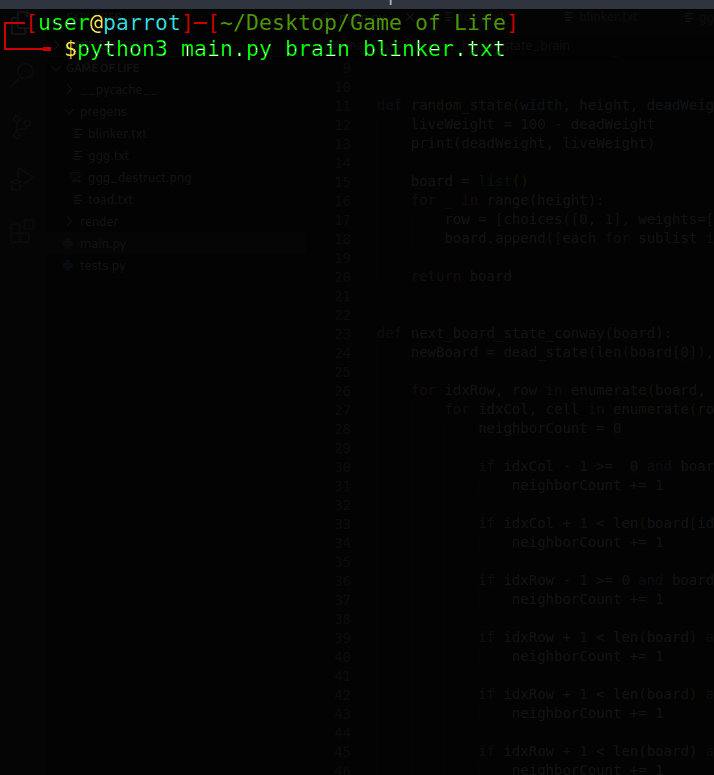 [user@parrot]─[~/Desktop/Game of Life]
$python3 main.py brain blinker.txt
blinker.txt
GAME OF LIFE
__pycache__
pregens
blinker.txt
ggg.txt
ggg_destruct.png
toad.txt
render
main.py
tests.py
9
10
11 def random_state(width, height, deadWeig
12 liveWeight = 100 - deadWeight
13 print(deadWeight, liveWeight)
14
15 board = list()
16 for _ in range(height):
17 row = [choices([0, 1], weights=[
18 board.append([each for sublist i
19
20 return board
21
22
23 def next_board_state_conway(board):
24 newBoard = dead_state(len(board[0]),
25
26 for idxRow, row in enumerate(board,
27 for idxCol, cell in enumerate(ro
28 neighborCount = 0
29
30 if idxCol - 1 >= 0 and boar
31 neighborCount += 1
32
33 if idxCol + 1 < len(board[id
34 neighborCount += 1
35
36 if idxRow - 1 >= 0 and board
37 neighborCount += 1
38
39 if idxRow + 1 < len(board) a
40 neighborCount += 1
41
42 if idxRow + 1 < len(board) a
43 neighborCount += 1
44
45 if idxRow + 1 < len(board) a
46 neighborCount += 1